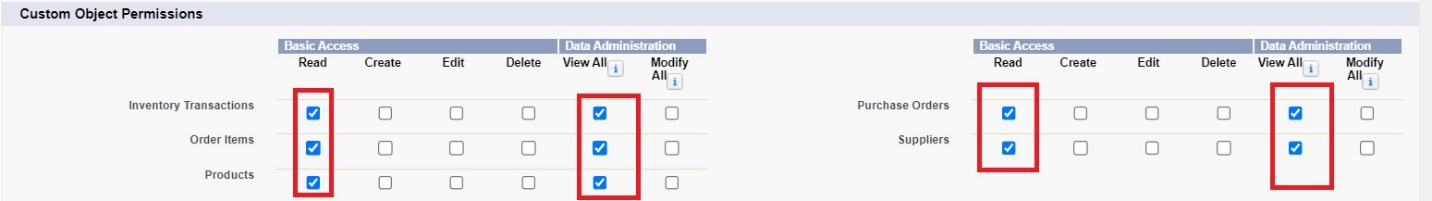 Custom Object Permissions
Basic Access Data Administration Basic Access Data Administration
Read Create Edit Delete View All i Modify All i Read Create Edit Delete View All i Modify All i
Inventory Transactions Purchase Orders
Order Items Suppliers
Products